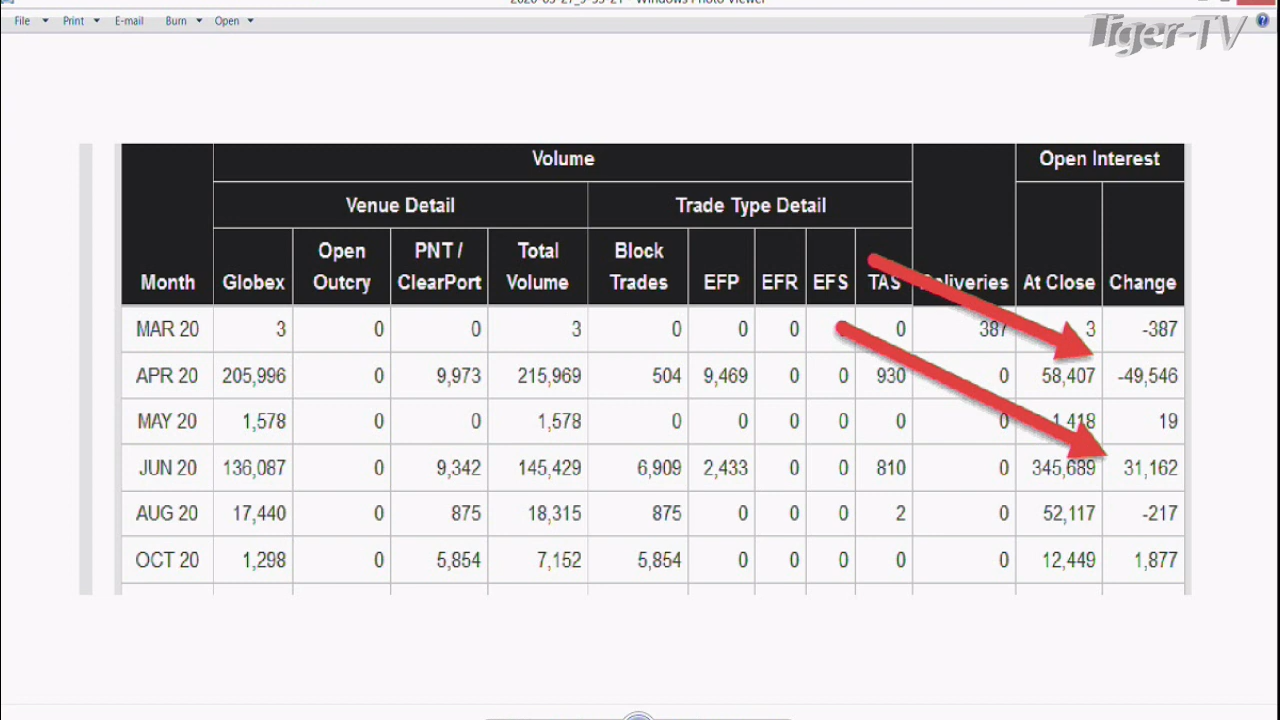 File Print E-mail Burn Open
Tiger-TV
Volume Open Interest
Venue Detail Trade Type Detail
Month Globex Open Outcry PNT / ClearPort Total Volume Block Trades EFP EFR EFS TAS Deliveries At Close Change
MAR 20 3 0 0 3 0 0 0 0 387 3 -387
APR 20 205,996 0 9,973 215,969 504 9,469 0 0 930 0 58,407 -49,546
MAY 20 1,578 0 0 1,578 0 0 0 0 0 0 1,418 19
JUN 20 136,087 0 9,342 145,429 6,909 2,433 0 0 810 0 345,689 31,162
AUG 20 17,440 0 875 18,315 875 0 0 0 2 0 52,117 -217
OCT 20 1,298 0 5,854 7,152 5,854 0 0 0 0 0 12,449 1,877